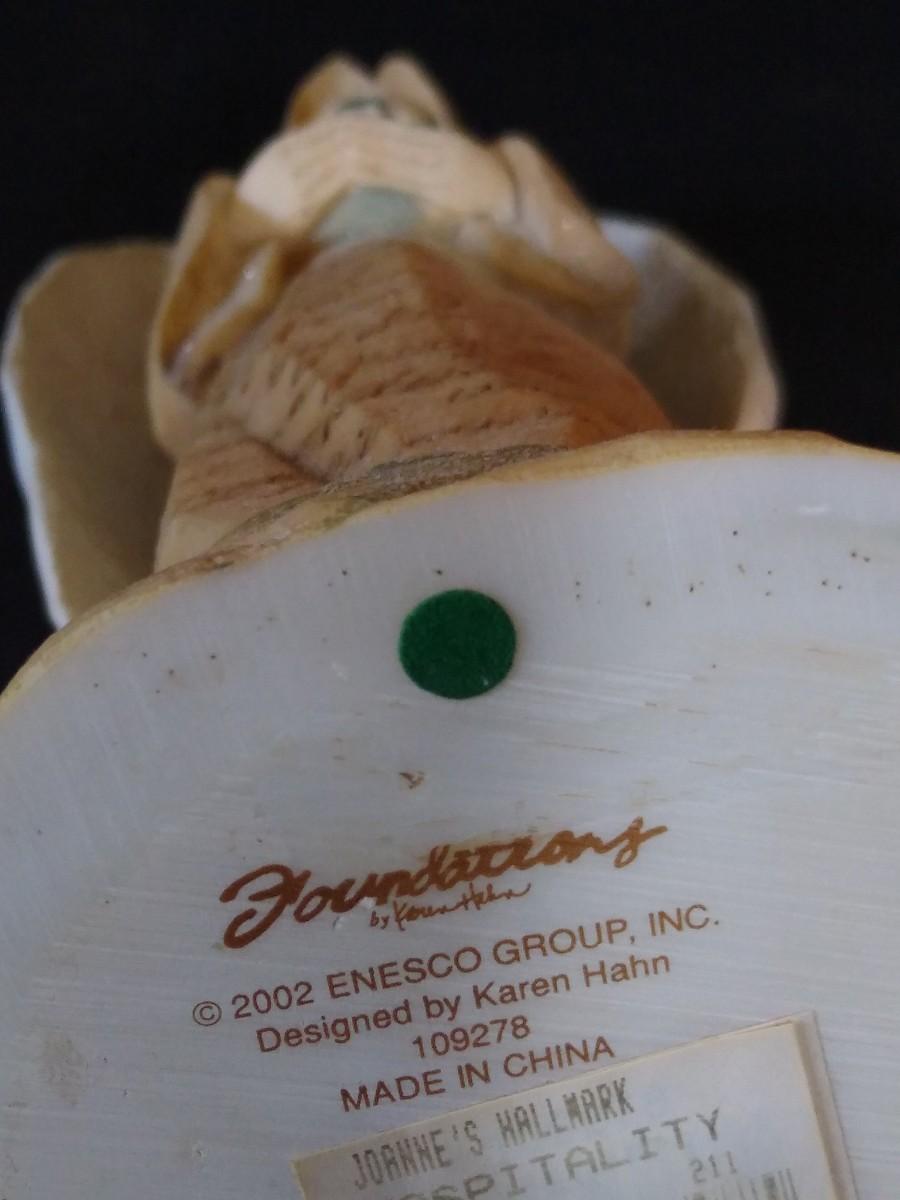 Foundations
by Karen Hahn
© 2002 ENESCO GROUP, INC.
Designed by Karen Hahn
109278
MADE IN CHINA
JOANNE'S HALLMARK
OSPITALITY
211